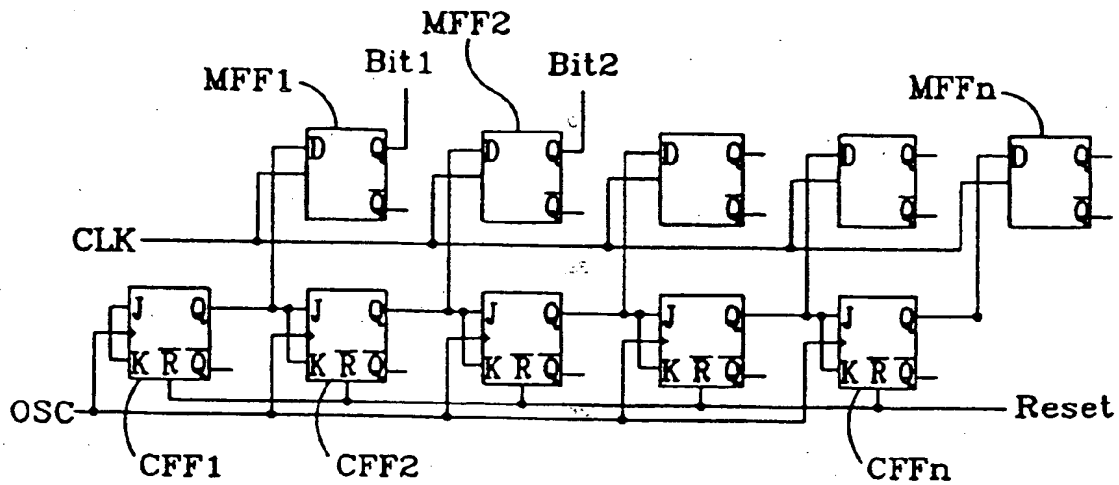 MFF2
MFF1 Bit1 Bit2 MFFn
D Q D Q D Q D Q D Q
Q̅ Q̅ Q̅ Q̅ Q̅
CLK
J Q J Q J Q J Q J Q
K R̅ Q̅ K R̅ Q̅ K R̅ Q̅ K R̅ Q̅ K R̅ Q̅
OSC Reset
CFF1 CFF2 CFFn